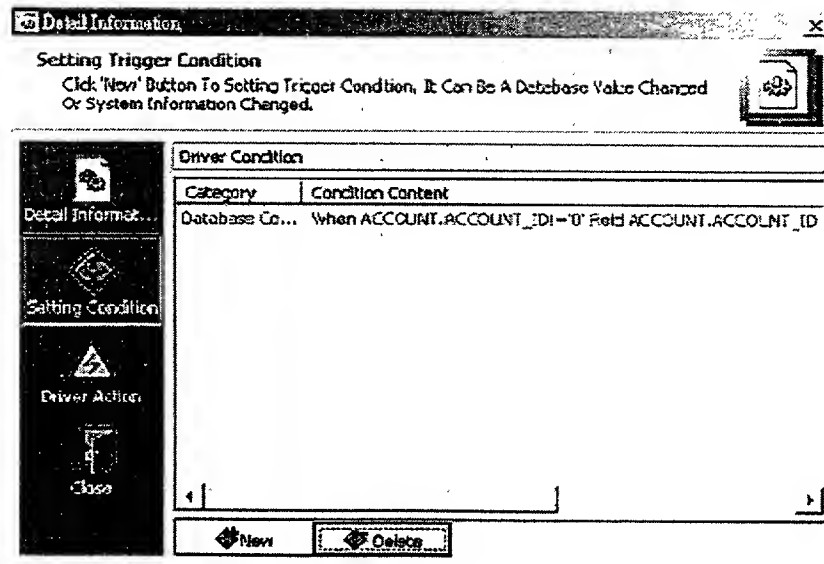 Detail Information
Setting Trigger Condition
Click 'New' Button To Setting Trigger Condition, It Can Be A Database Value Changed
Or System Information Changed.
Driver Condition
Category Condition Content
Detail Informat...
Database Co... When ACCOUNT.ACCOUNT_ID!='0' Field ACCOUNT.ACCOUNT_ID
Setting Condition
Driver Action
Close
New Delete